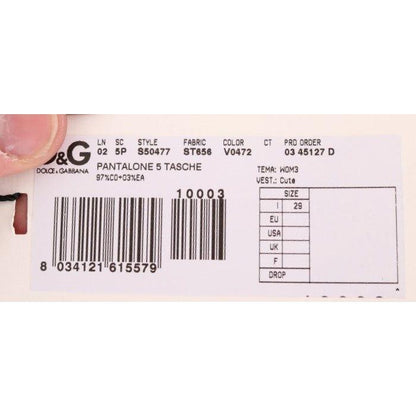 LN SC STYLE FABRIC COLOR CT PRO ORDER
02 5P S50477 ST656 V0472 03 45127 D
&G
DOLCE & GABBANA
PANTALONE 5 TASCHE
97%CO+03%EA
TEMA: WOM3
VEST.: Cute
10003
SIZE
I 29
EU
USA
UK
F
DROP
8 034121 615579